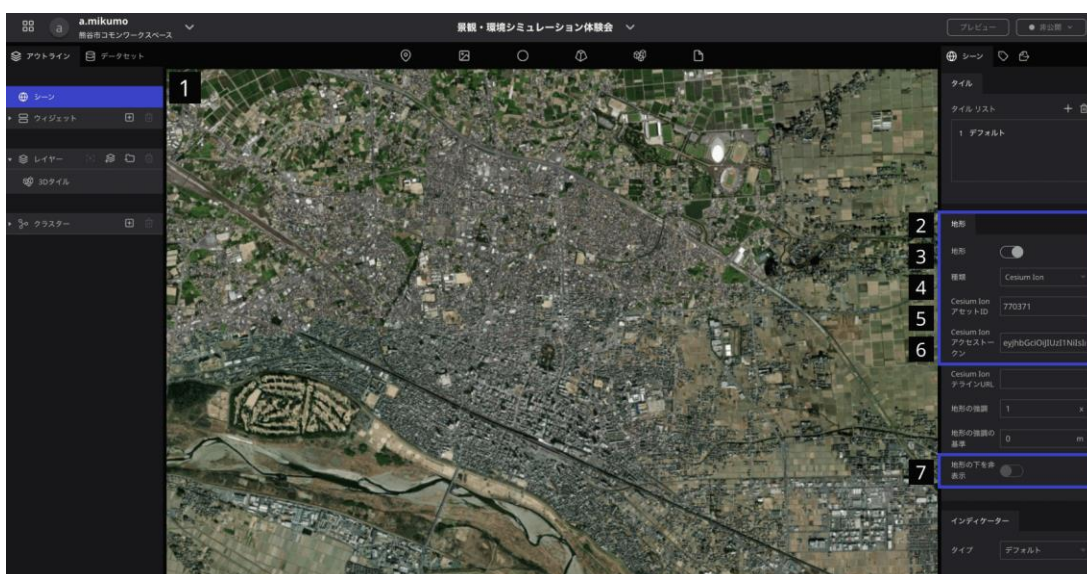 a
a.mikumo
熊谷市コモンワークスペース
景観・環境シミュレーション体験会
プレビュー
非公開
アウトライン
データセット
シーン
シーン
ウィジェット
レイヤー
3Dタイル
クラスター
1
タイル
タイル リスト
1 デフォルト
2
地形
3
地形
4
種類
Cesium Ion
5
Cesium Ion
アセットID
770371
6
Cesium Ion
アクセストー
クン
Cesium Ion
テラインURL
地形の強調
1
x
地形の強調の
基準
0
m
7
地形の下を非
表示
インディケーター
タイプ
デフォルト